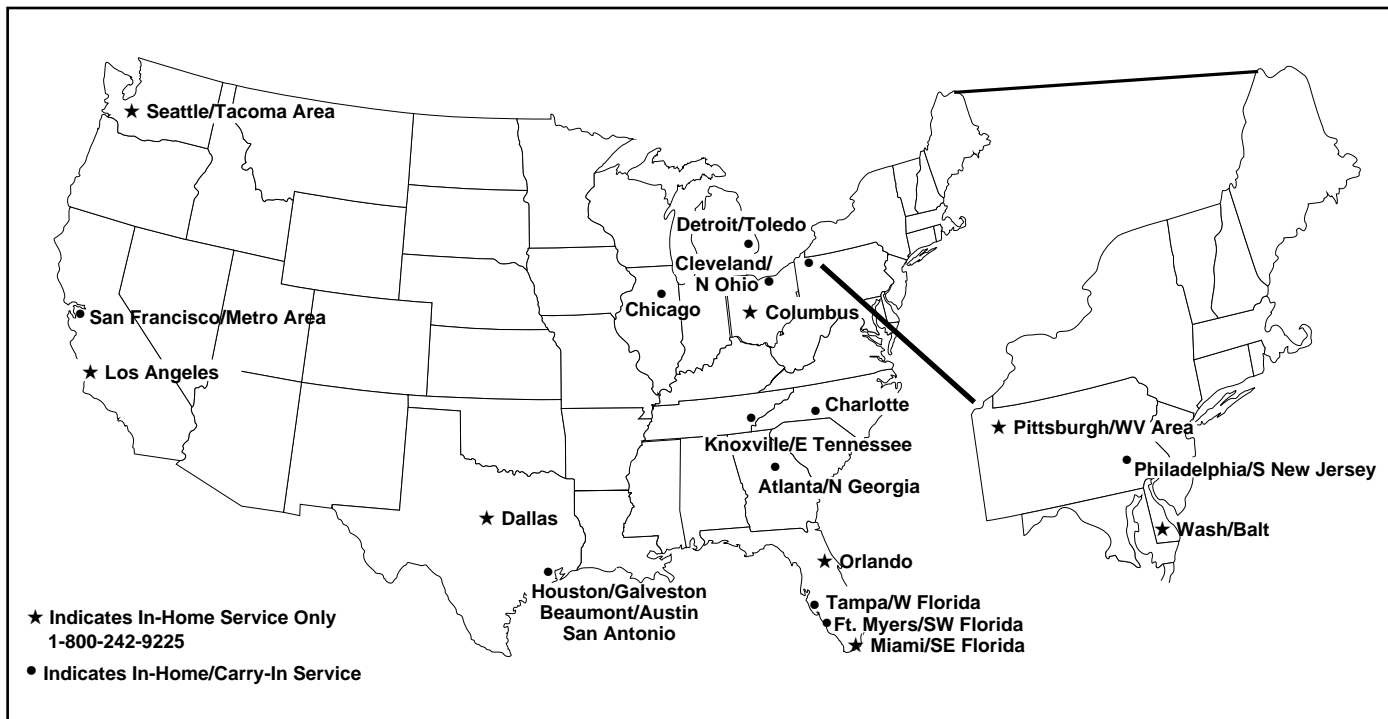 ★ Seattle/Tacoma Area
Detroit/Toledo
Cleveland/
N Ohio
Chicago
★ Columbus
San Francisco/Metro Area
★ Los Angeles
Charlotte
Knoxville/E Tennessee
Atlanta/N Georgia
★ Pittsburgh/WV Area
Philadelphia/S New Jersey
★ Wash/Balt
★ Dallas
★ Orlando
Houston/Galveston
Beaumont/Austin
San Antonio
Tampa/W Florida
Ft. Myers/SW Florida
★ Miami/SE Florida
★ Indicates In-Home Service Only
1-800-242-9225
• Indicates In-Home/Carry-In Service